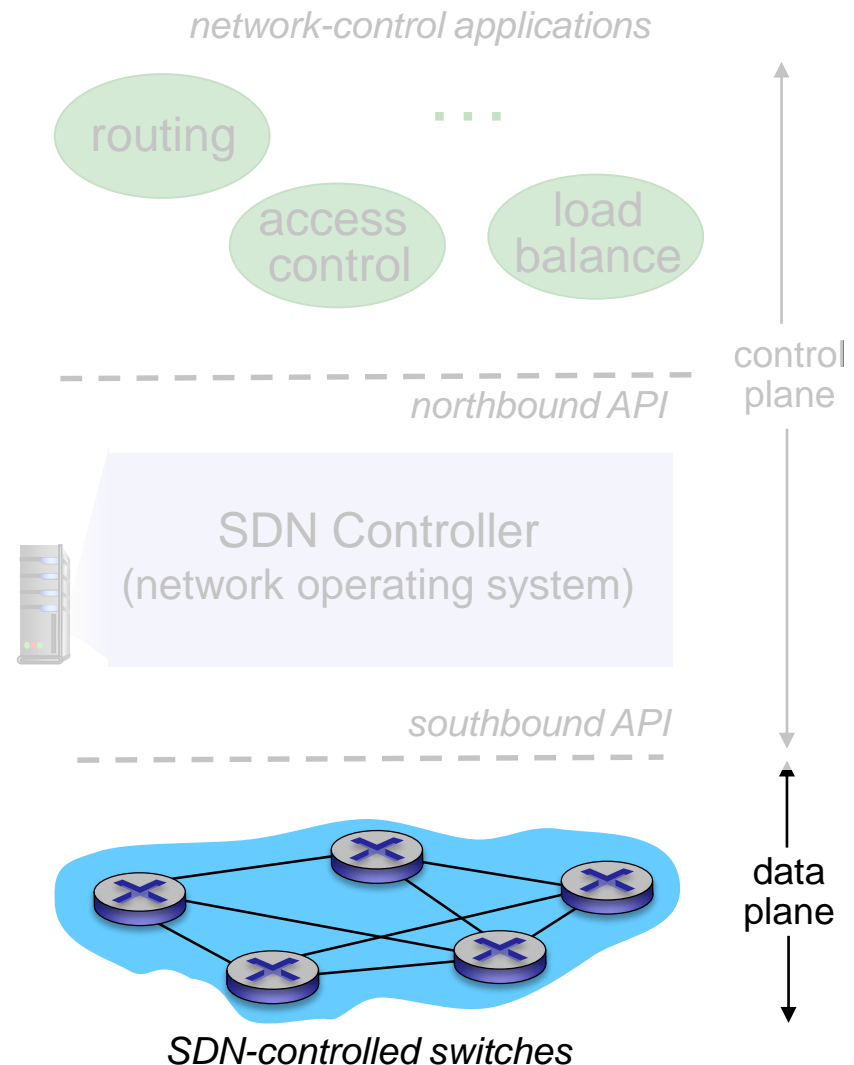 network-control applications
routing
...
access
control
load
balance
control
plane
northbound API
SDN Controller
(network operating system)
southbound API
data
plane
SDN-controlled switches